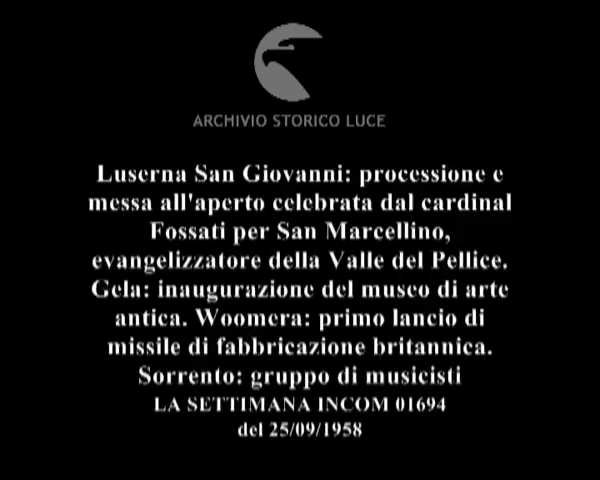 ARCHIVIO STORICO LUCE
Luserna San Giovanni: processione e
messa all'aperto celebrata dal cardinal
Fossati per San Marcellino,
evangelizzatore della Valle del Pellice.
Gela: inaugurazione del museo di arte
antica. Woomera: primo lancio di
missile di fabbricazione britannica.
Sorrento: gruppo di musicisti
LA SETTIMANA INCOM 01694
del 25/09/1958